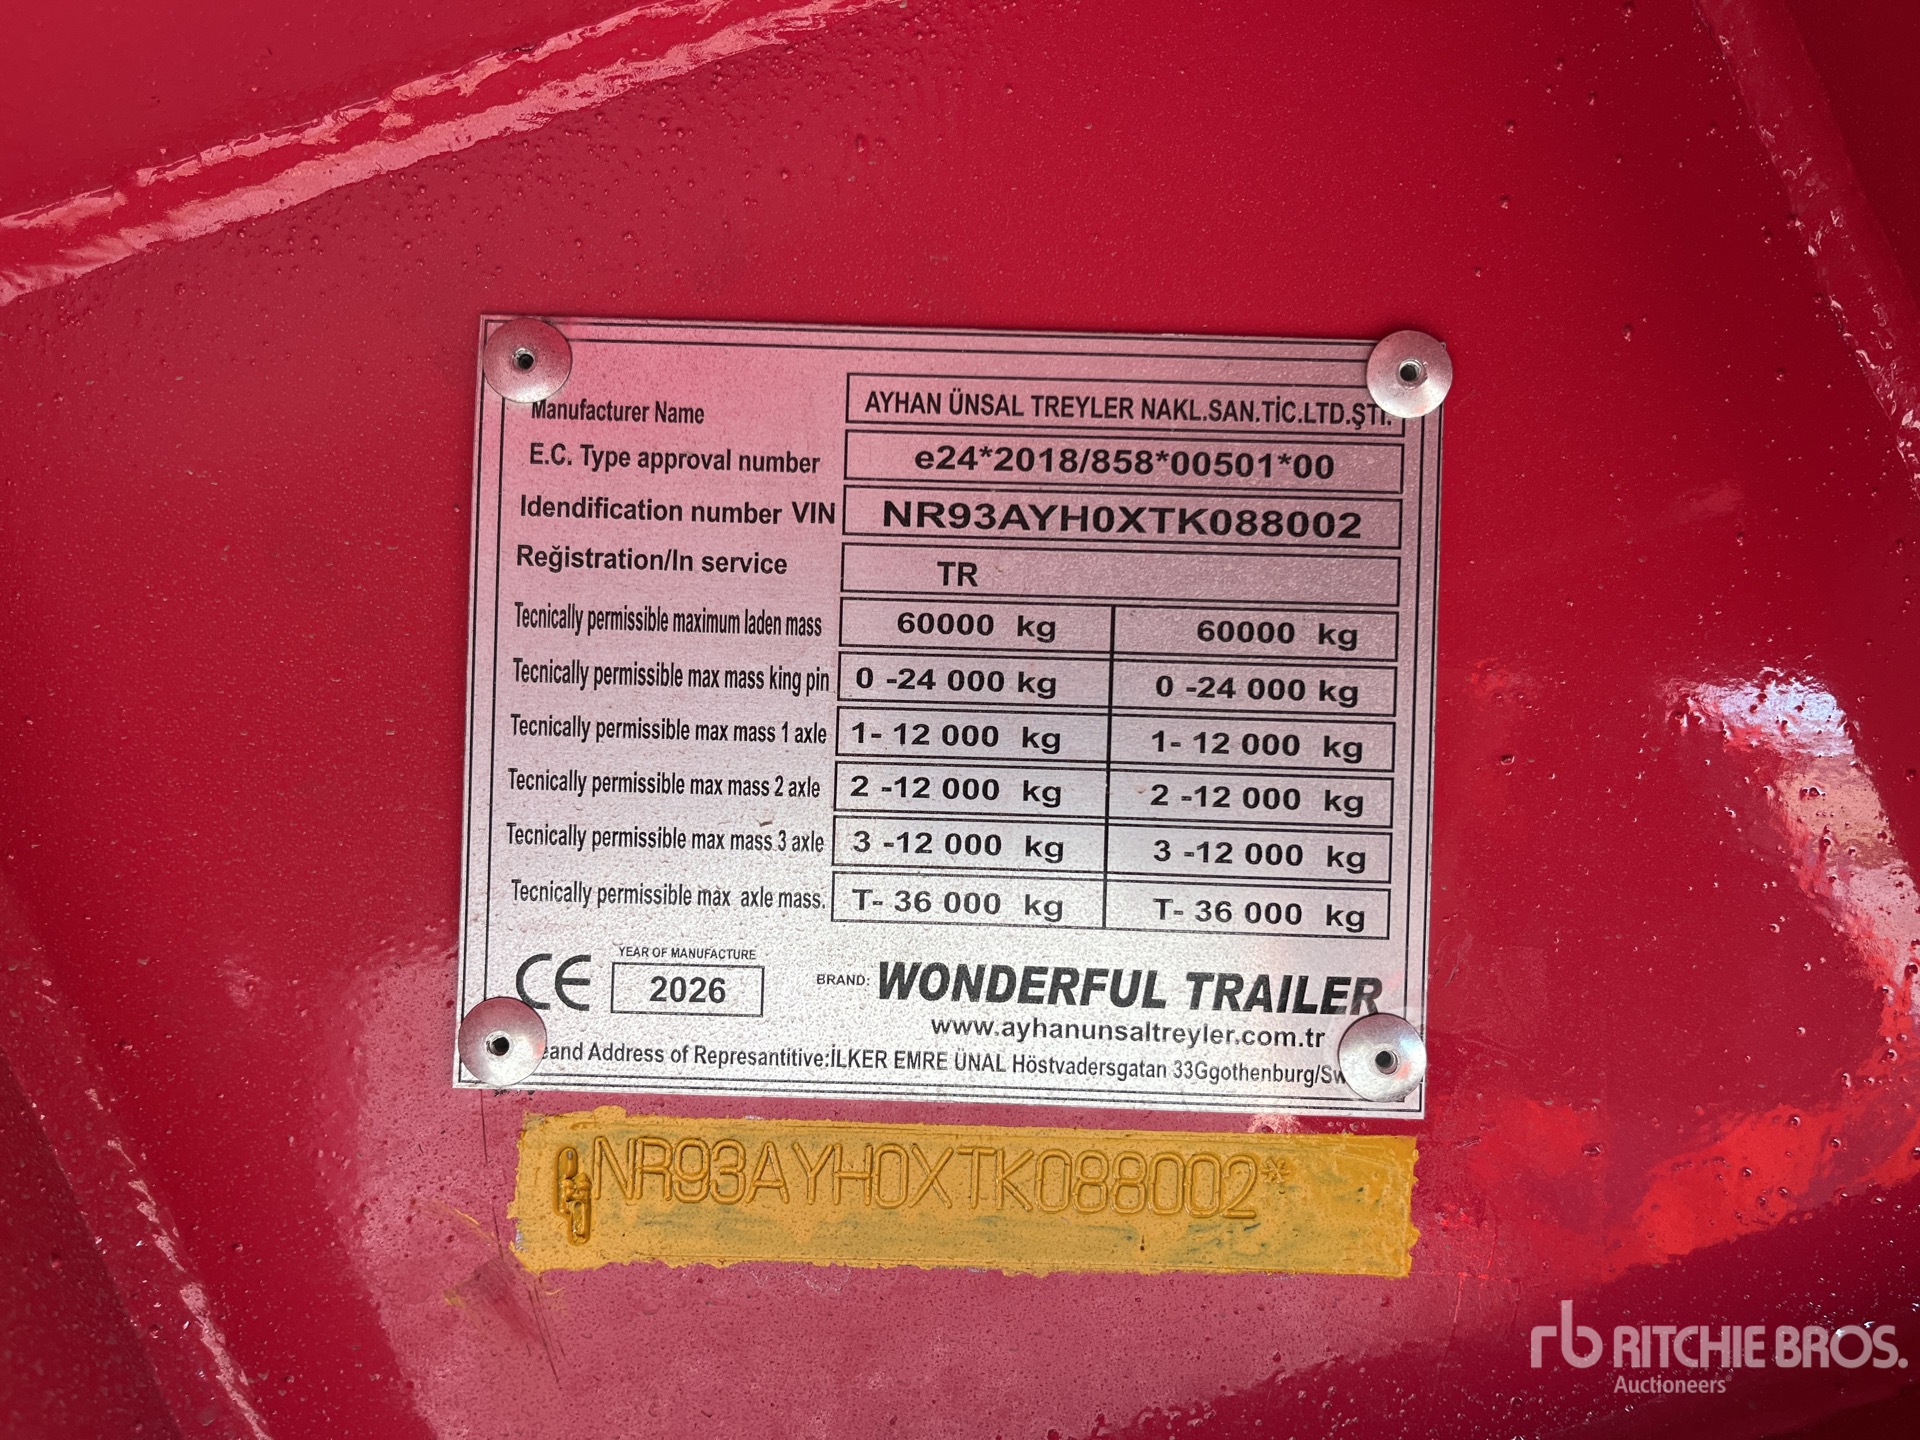 Manufacturer Name AYHAN ÜNSAL TREYLER NAKL.SAN.TİC.LTD.ŞTİ.
E.C. Type approval number e24*2018/858*00501*00
Idendification number VIN NR93AYH0XTK088002
Reğistration/In service TR
Tecnically permissible maximum laden mass 60000 kg 60000 kg
Tecnically permissible max mass king pin 0 -24 000 kg 0 -24 000 kg
Tecnically permissible max mass 1 axle 1- 12 000 kg 1- 12 000 kg
Tecnically permissible max mass 2 axle 2 -12 000 kg 2 -12 000 kg
Tecnically permissible max mass 3 axle 3 -12 000 kg 3 -12 000 kg
Tecnically permissible max axle mass. T- 36 000 kg T- 36 000 kg
CE YEAR OF MANUFACTURE
2026
BRAND: WONDERFUL TRAILER
www.ayhanunsaltreyler.com.tr
and Address of Represantitive:İLKER EMRE ÜNAL Höstvadersgatan 33Ggothenburg/Sw
NR93AYH0XTK088002*
rb RITCHIE BROS.
Auctioneers